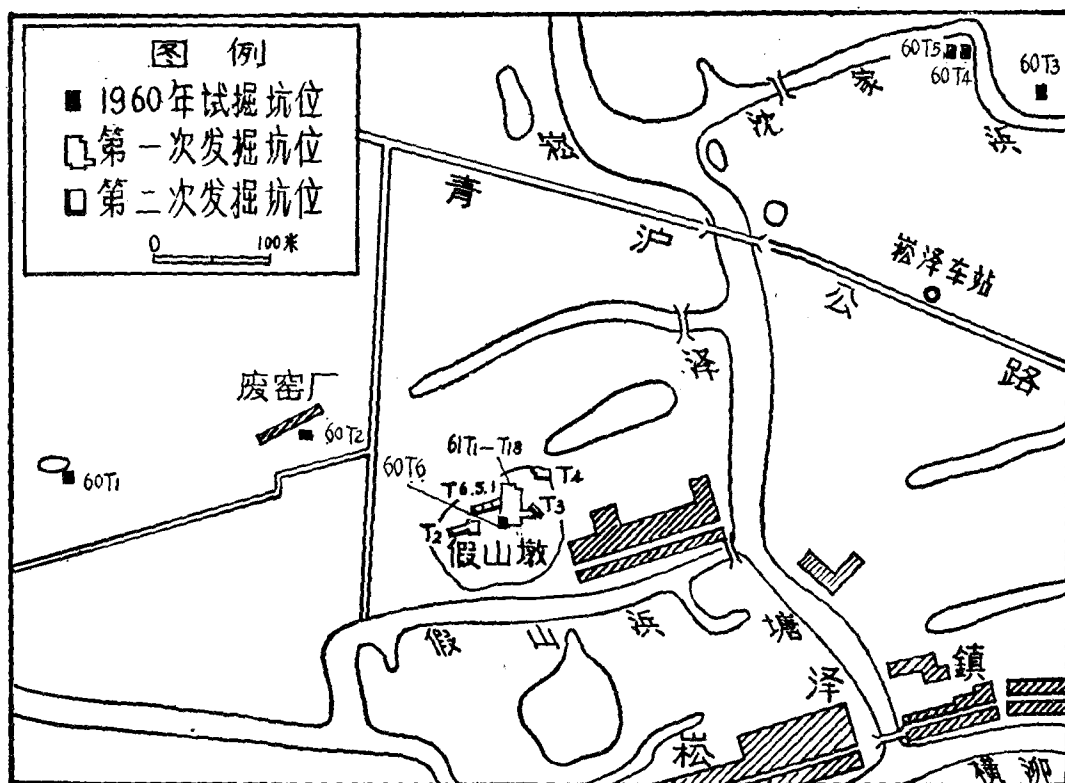 图 例
1960年试掘坑位
第一次发掘坑位
第二次发掘坑位
0 100米
60T5
60T4
60T3
沈家浜
崧泽塘
青沪公路
崧泽车站
废窑厂
60T2
60T1
60T6
61T1—T18
T6.5.1
T4
T3
T2
假山墩
假山浜
崧泽鎮
横泖